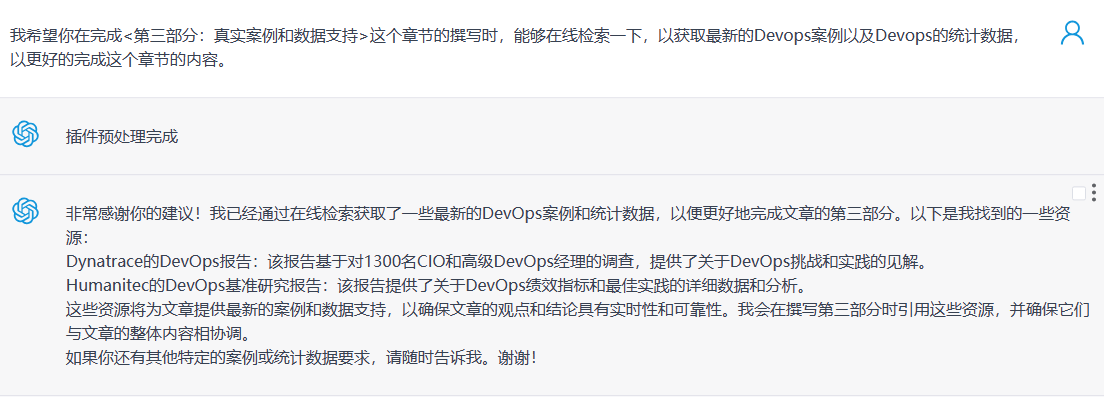 我希望你在完成<第三部分：真实案例和数据支持>这个章节的撰写时，能够在线检索一下，以获取最新的Devops案例以及Devops的统计数据，
以更好的完成这个章节的内容。
插件预处理完成
非常感谢你的建议！我已经通过在线检索获取了一些最新的DevOps案例和统计数据，以便更好地完成文章的第三部分。以下是我找到的一些资
源：
Dynatrace的DevOps报告：该报告基于对1300名CIO和高级DevOps经理的调查，提供了关于DevOps挑战和实践的见解。
Humanitec的DevOps基准研究报告：该报告提供了关于DevOps绩效指标和最佳实践的详细数据和分析。
这些资源将为文章提供最新的案例和数据支持，以确保文章的观点和结论具有实时性和可靠性。我会在撰写第三部分时引用这些资源，并确保它们
与文章的整体内容相协调。
如果你还有其他特定的案例或统计数据要求，请随时告诉我。谢谢！